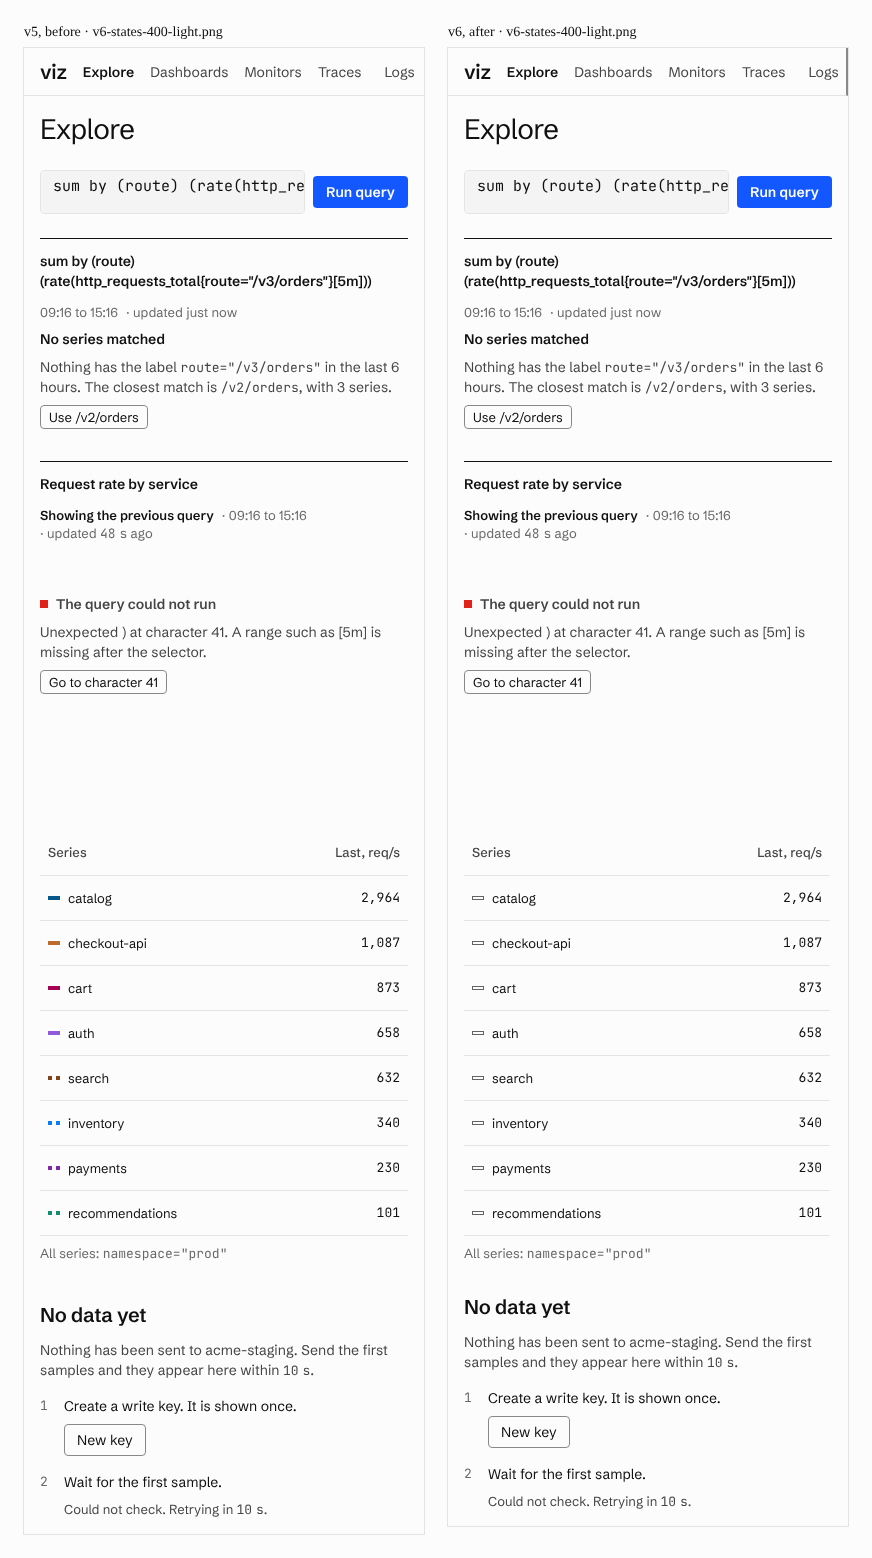 v5, before · v6-states-400-light.png
viz Explore Dashboards Monitors Traces Logs
Explore
sum by (route) (rate(http_re
Run query
sum by (route)
(rate(http_requests_total{route="/v3/orders"}[5m]))
09:16 to 15:16 · updated just now
No series matched
Nothing has the label route="/v3/orders" in the last 6
hours. The closest match is /v2/orders, with 3 series.
Use /v2/orders
Request rate by service
Showing the previous query · 09:16 to 15:16
· updated 48 s ago
The query could not run
Unexpected ) at character 41. A range such as [5m] is
missing after the selector.
Go to character 41
Series Last, req/s
catalog 2,964
checkout-api 1,087
cart 873
auth 658
search 632
inventory 340
payments 230
recommendations 101
All series: namespace="prod"
No data yet
Nothing has been sent to acme-staging. Send the first
samples and they appear here within 10 s.
1 Create a write key. It is shown once.
New key
2 Wait for the first sample.
Could not check. Retrying in 10 s.
v6, after · v6-states-400-light.png
viz Explore Dashboards Monitors Traces Logs
Explore
sum by (route) (rate(http_re
Run query
sum by (route)
(rate(http_requests_total{route="/v3/orders"}[5m]))
09:16 to 15:16 · updated just now
No series matched
Nothing has the label route="/v3/orders" in the last 6
hours. The closest match is /v2/orders, with 3 series.
Use /v2/orders
Request rate by service
Showing the previous query · 09:16 to 15:16
· updated 48 s ago
The query could not run
Unexpected ) at character 41. A range such as [5m] is
missing after the selector.
Go to character 41
Series Last, req/s
catalog 2,964
checkout-api 1,087
cart 873
auth 658
search 632
inventory 340
payments 230
recommendations 101
All series: namespace="prod"
No data yet
Nothing has been sent to acme-staging. Send the first
samples and they appear here within 10 s.
1 Create a write key. It is shown once.
New key
2 Wait for the first sample.
Could not check. Retrying in 10 s.